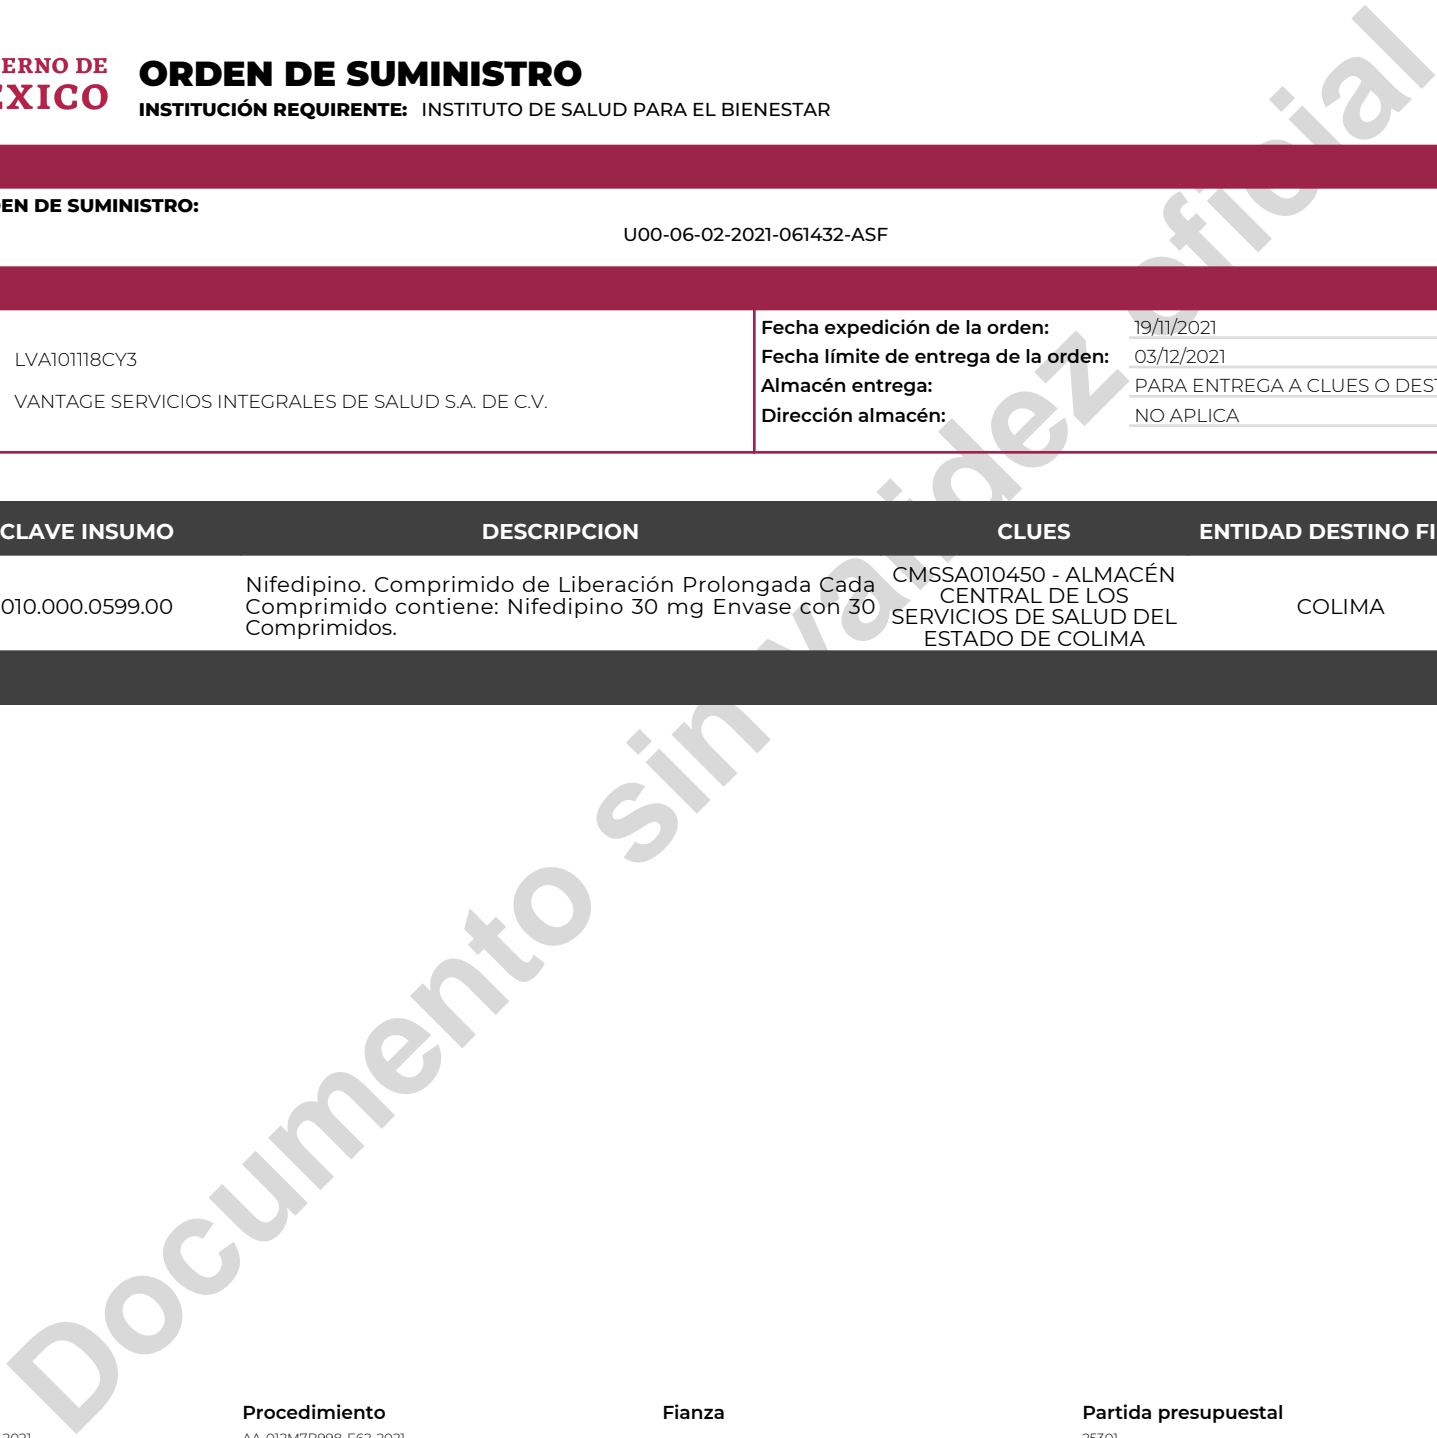 ERNO DE
EXICO
ORDEN DE SUMINISTRO
INSTITUCIÓN REQUIRENTE: INSTITUTO DE SALUD PARA EL BIENESTAR
EN DE SUMINISTRO:
U00-06-02-2021-061432-ASF
LVA101118CY3
VANTAGE SERVICIOS INTEGRALES DE SALUD S.A. DE C.V.
Fecha expedición de la orden: 19/11/2021
Fecha límite de entrega de la orden: 03/12/2021
Almacén entrega: PARA ENTREGA A CLUES O DEST
Dirección almacén: NO APLICA
CLAVE INSUMO DESCRIPCION CLUES ENTIDAD DESTINO FI
010.000.0599.00
Nifedipino. Comprimido de Liberación Prolongada Cada
Comprimido contiene: Nifedipino 30 mg Envase con 30
Comprimidos.
CMSSA010450 - ALMACÉN
CENTRAL DE LOS
SERVICIOS DE SALUD DEL
ESTADO DE COLIMA
COLIMA
Documento sin validez oficial
Procedimiento Fianza Partida presupuestal